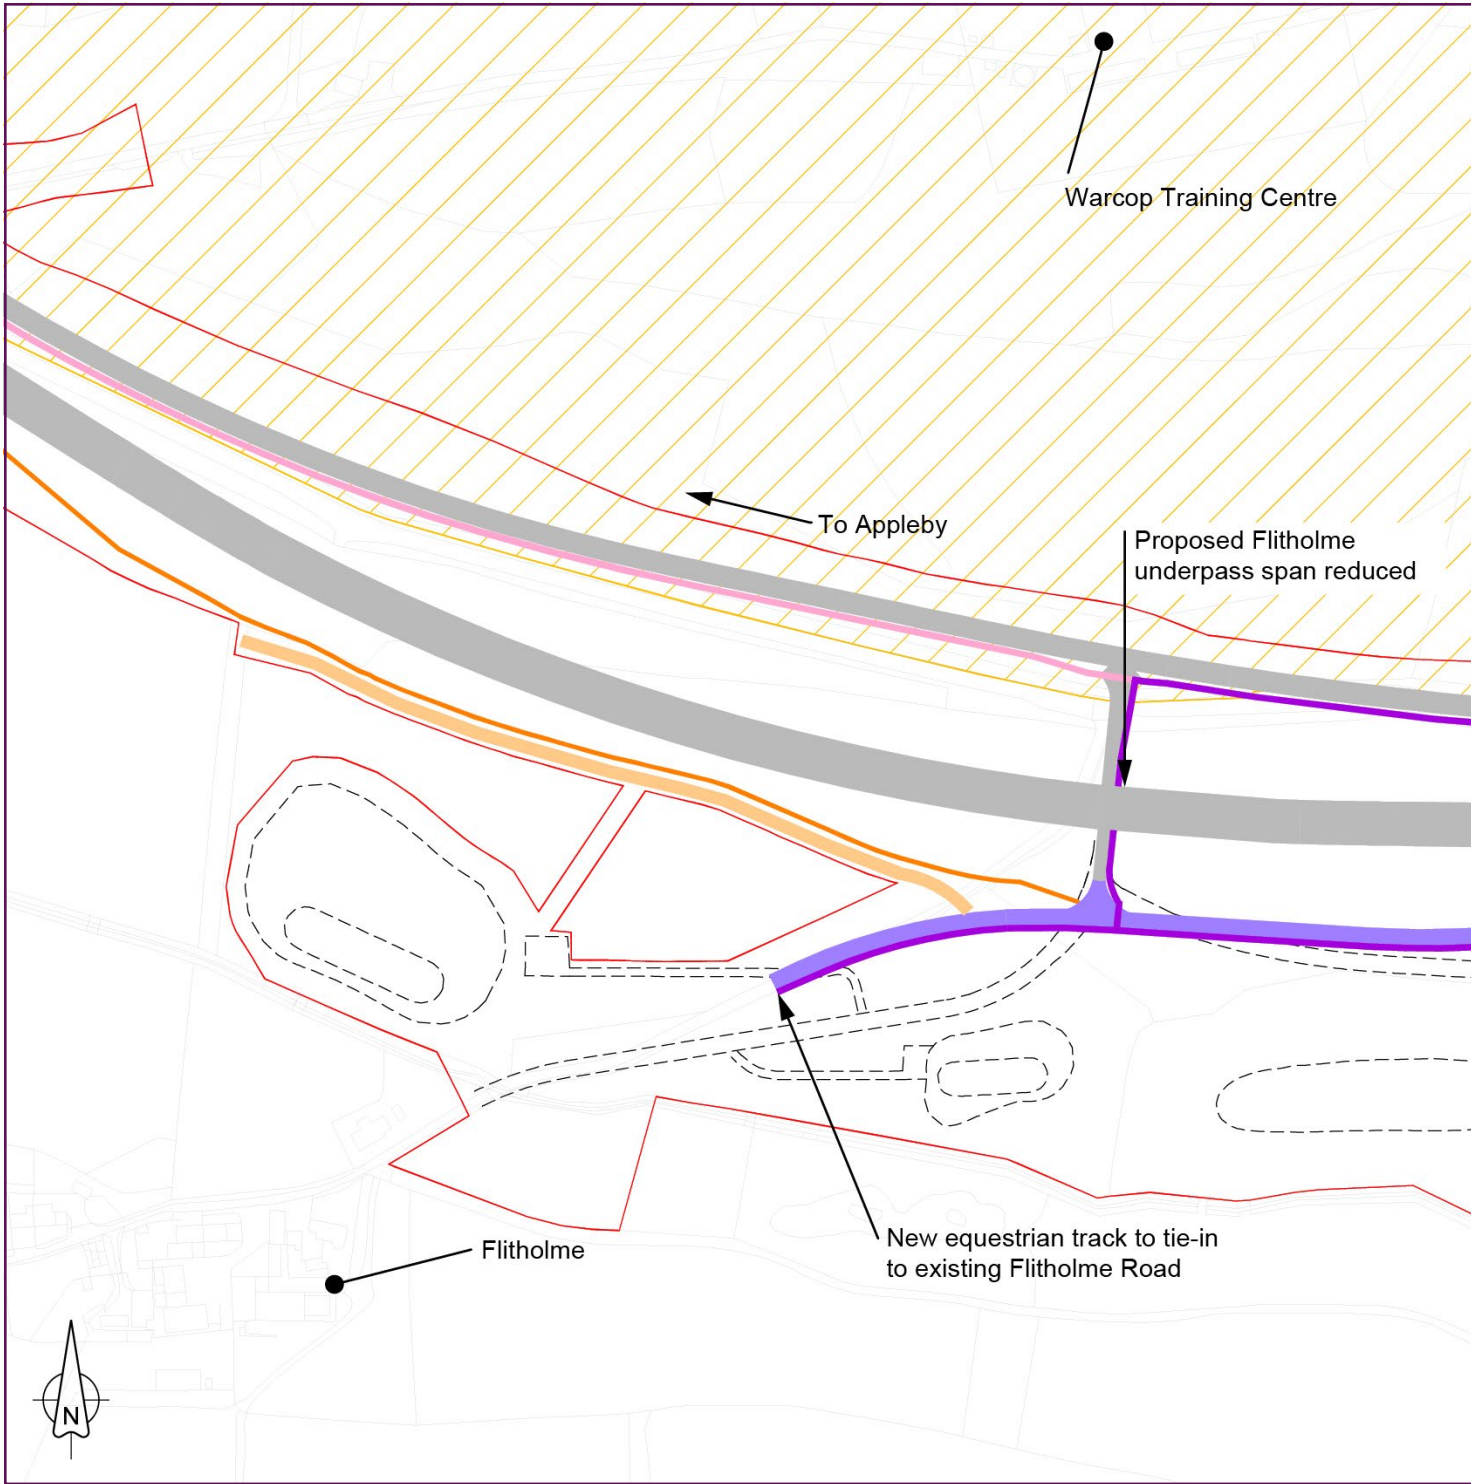 Warcop Training Centre
To Appleby
Proposed Flitholme
underpass span reduced
New equestrian track to tie-in
to existing Flitholme Road
Flitholme
N